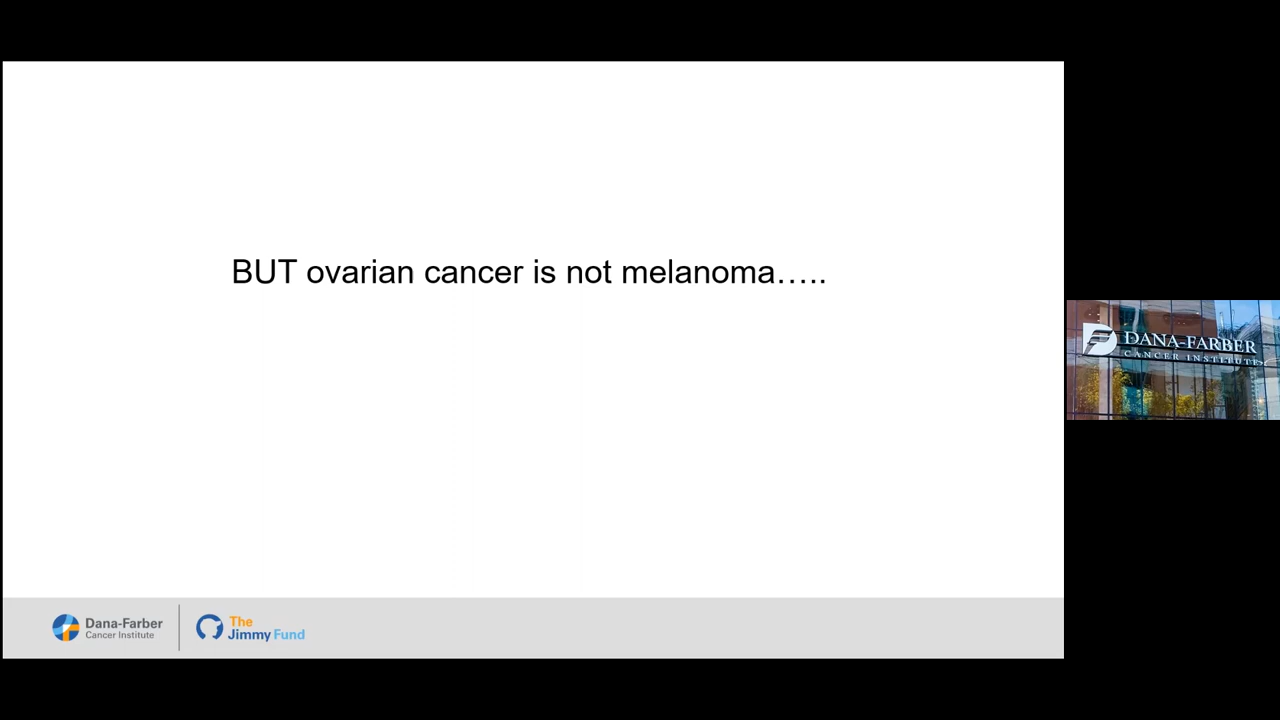 BUT ovarian cancer is not melanoma…..
DANA-FARBER
CANCER INSTITUTE
Dana-Farber
Cancer Institute
The
Jimmy Fund